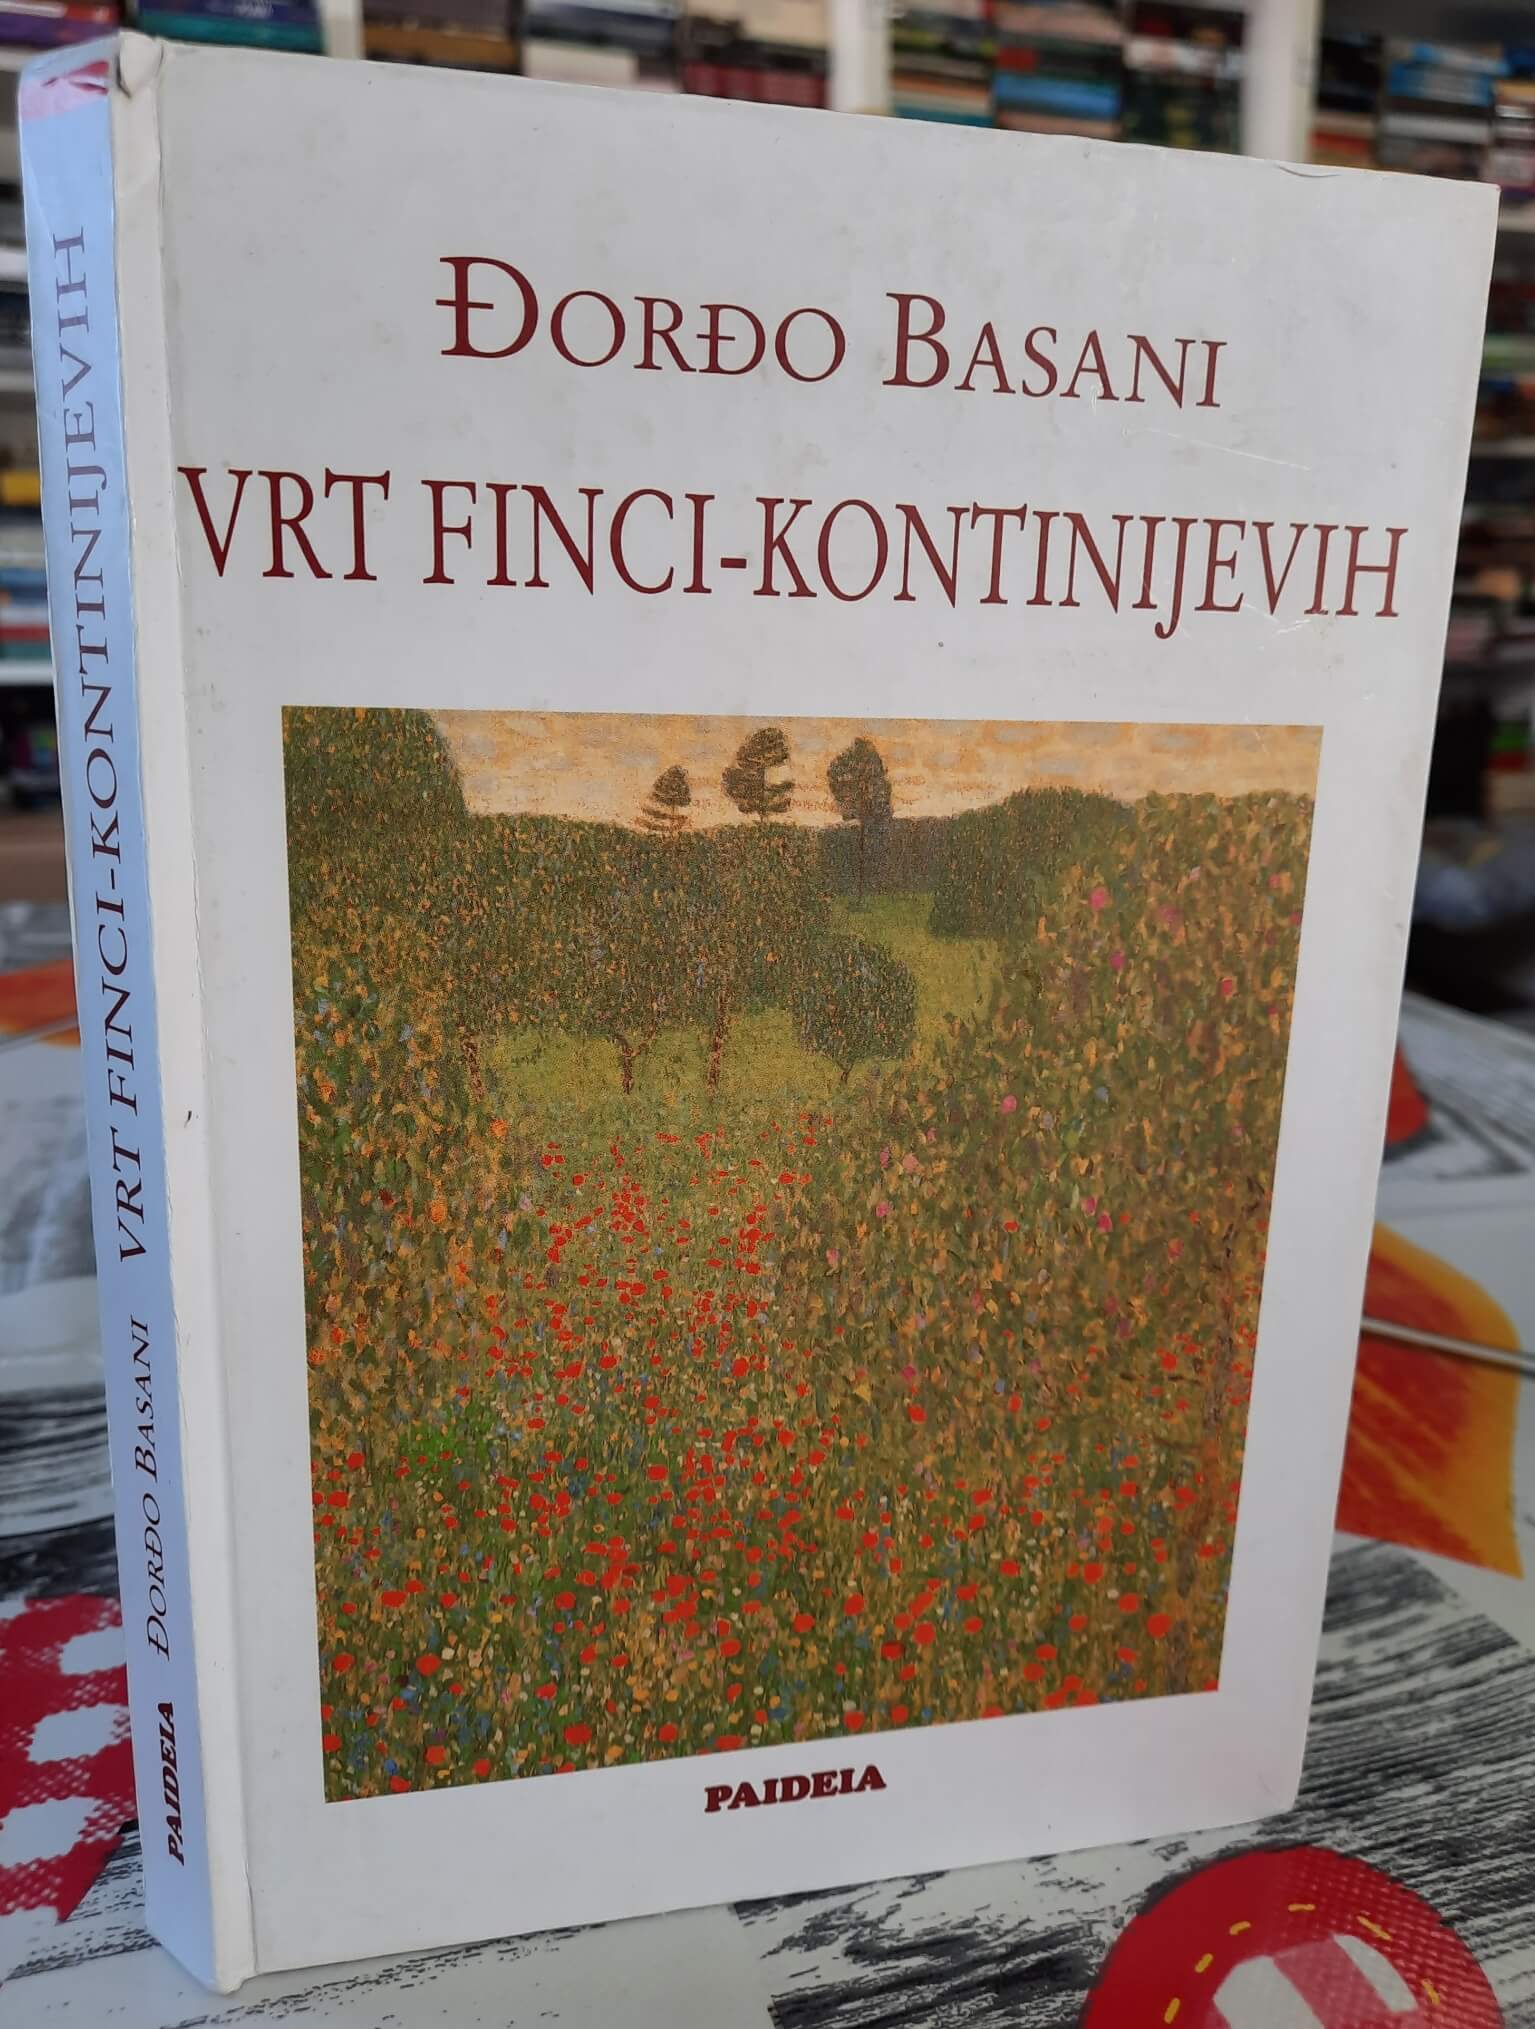 ĐORĐO BASANI
VRT FINCI-KONTINIJEVIH
PAIDEIA
PAIDEIA ĐORĐO BASANI VRT FINCI-KONTINIJEVIH